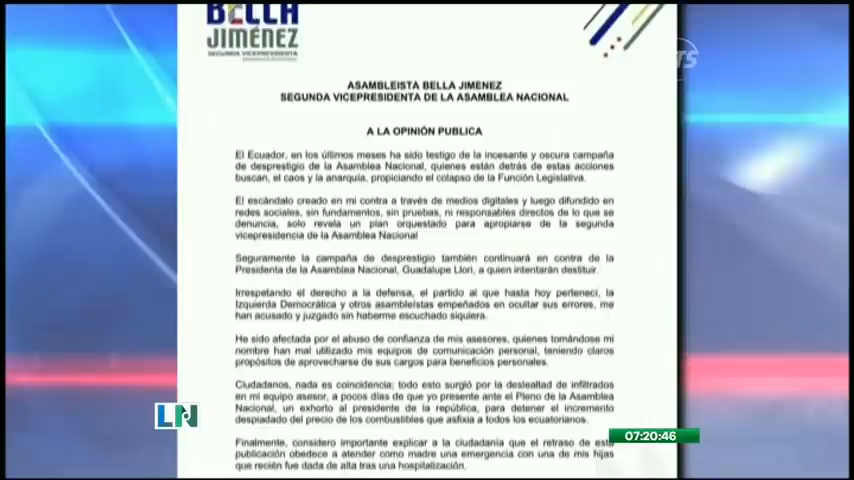 BELLA
JIMÉNEZ
SEGUNDA VICEPRESIDENTA
TS
ASAMBLEISTA BELLA JIMENEZ
SEGUNDA VICEPRESIDENTA DE LA ASAMBLEA NACIONAL
A LA OPINIÓN PUBLICA
El Ecuador, en los últimos meses ha sido testigo de la incesante y oscura campaña
de desprestigio de la Asamblea Nacional, quienes están detrás de estas acciones
buscan, el caos y la anarquía, propiciando el colapso de la Función Legislativa.
El escándalo creado en mi contra a través de medios digitales y luego difundido en
redes sociales, sin fundamentos, sin pruebas, ni responsables directos de lo que se
denuncia, solo revela un plan orquestado para apropiarse de la segunda
vicepresidencia de la Asamblea Nacional
Seguramente la campaña de desprestigio también continuará en contra de la
Presidenta de la Asamblea Nacional, Guadalupe Llori, a quien intentarán destituir.
Irrespetando el derecho a la defensa, el partido al que hasta hoy pertenecí, la
Izquierda Democrática y otros asambleístas empeñados en ocultar sus errores, me
han acusado y juzgado sin haberme escuchado siquiera.
He sido afectada por el abuso de confianza de mis asesores, quienes tomándose mi
nombre han mal utilizado mis equipos de comunicación personal, teniendo claros
propósitos de aprovecharse de sus cargos para beneficios personales.
Ciudadanos, nada es coincidencia; todo esto surgió por la deslealtad de infiltrados
en mi equipo asesor, a pocos días de que yo presente ante el Pleno de la Asamblea
Nacional, un exhorto al presidente de la república, para detener el incremento
despiadado del precio de los combustibles que asfixia a todos los ecuatorianos.
Finalmente, considero importante explicar a la ciudadanía que el retraso de esta
publicación obedece a atender como madre una emergencia con una de mis hijas
que recién fue dada de alta tras una hospitalización.
LN
07:20:46